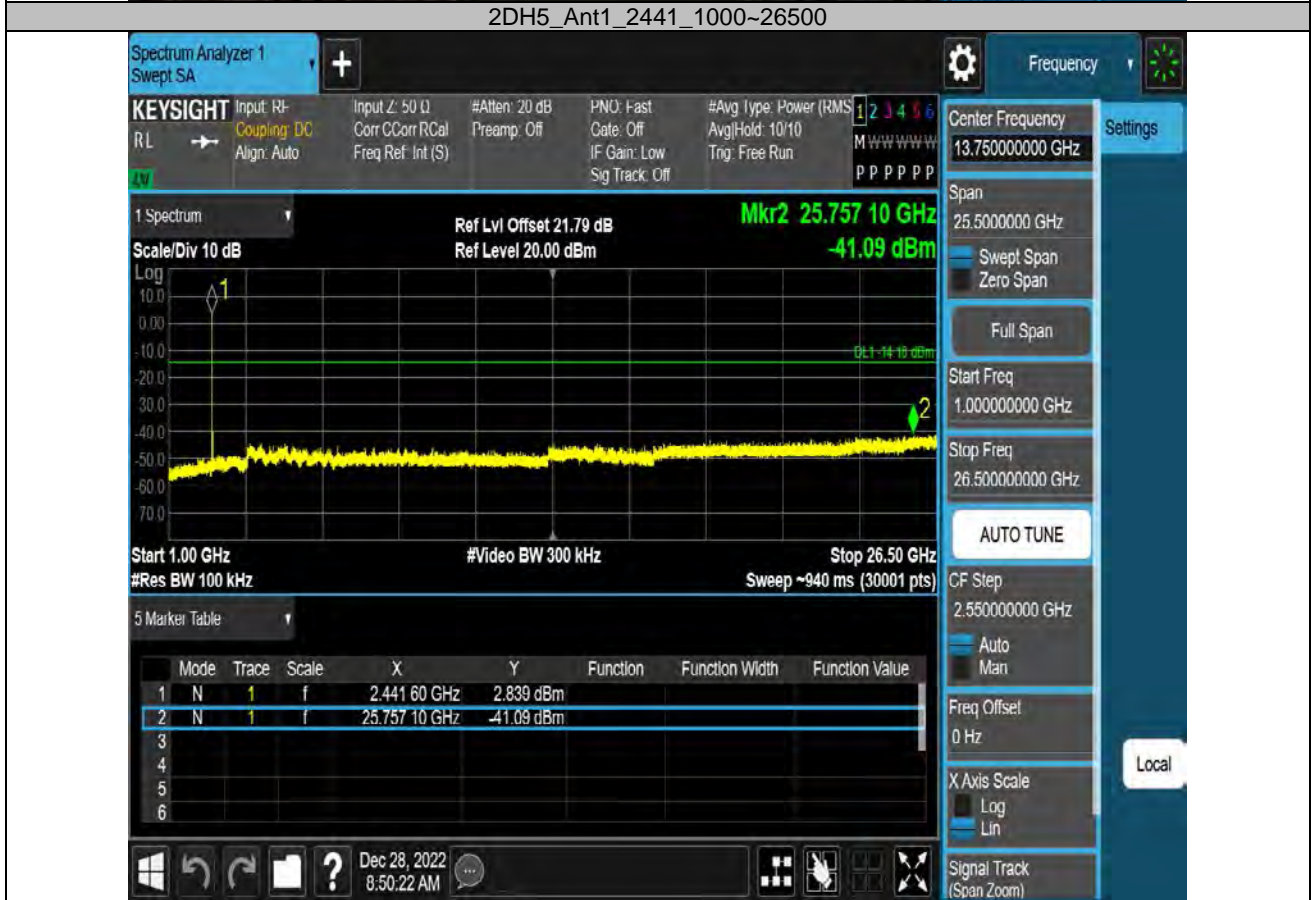 2DH5_Ant1_2441_1000~26500
Spectrum Analyzer 1
Swept SA
+
Frequency
KEYSIGHT
RL
Input: RF
Coupling: DC
Align: Auto
Input Z: 50 Ω
Corr CCorr RCal
Freq Ref: Int (S)
#Atten: 20 dB
Preamp: Off
PNO: Fast
Gate: Off
IF Gain: Low
Sig Track: Off
#Avg Type: Power (RMS
Avg|Hold: 10/10
Trig: Free Run
1 2 3 4 5 6
M W W W W W
P P P P P P
1 Spectrum
Scale/Div 10 dB
Ref Lvl Offset 21.79 dB
Ref Level 20.00 dBm
Mkr2 25.757 10 GHz
-41.09 dBm
Log
10.0
0.00
-10.0
-20.0
-30.0
-40.0
-50.0
-60.0
-70.0
1
DL1 -14.18 dBm
2
Start 1.00 GHz
#Video BW 300 kHz
Stop 26.50 GHz
#Res BW 100 kHz
Sweep ~940 ms (30001 pts)
5 Marker Table
Mode Trace Scale X Y Function Function Width Function Value
1 N 1 f 2.441 60 GHz 2.839 dBm
2 N 1 f 25.757 10 GHz -41.09 dBm
3
4
5
6
?
Dec 28, 2022
8:50:22 AM
Center Frequency
13.750000000 GHz
Settings
Span
25.5000000 GHz
Swept Span
Zero Span
Full Span
Start Freq
1.000000000 GHz
Stop Freq
26.500000000 GHz
AUTO TUNE
CF Step
2.550000000 GHz
Auto
Man
Freq Offset
0 Hz
X Axis Scale
Log
Lin
Local
Signal Track
(Span Zoom)